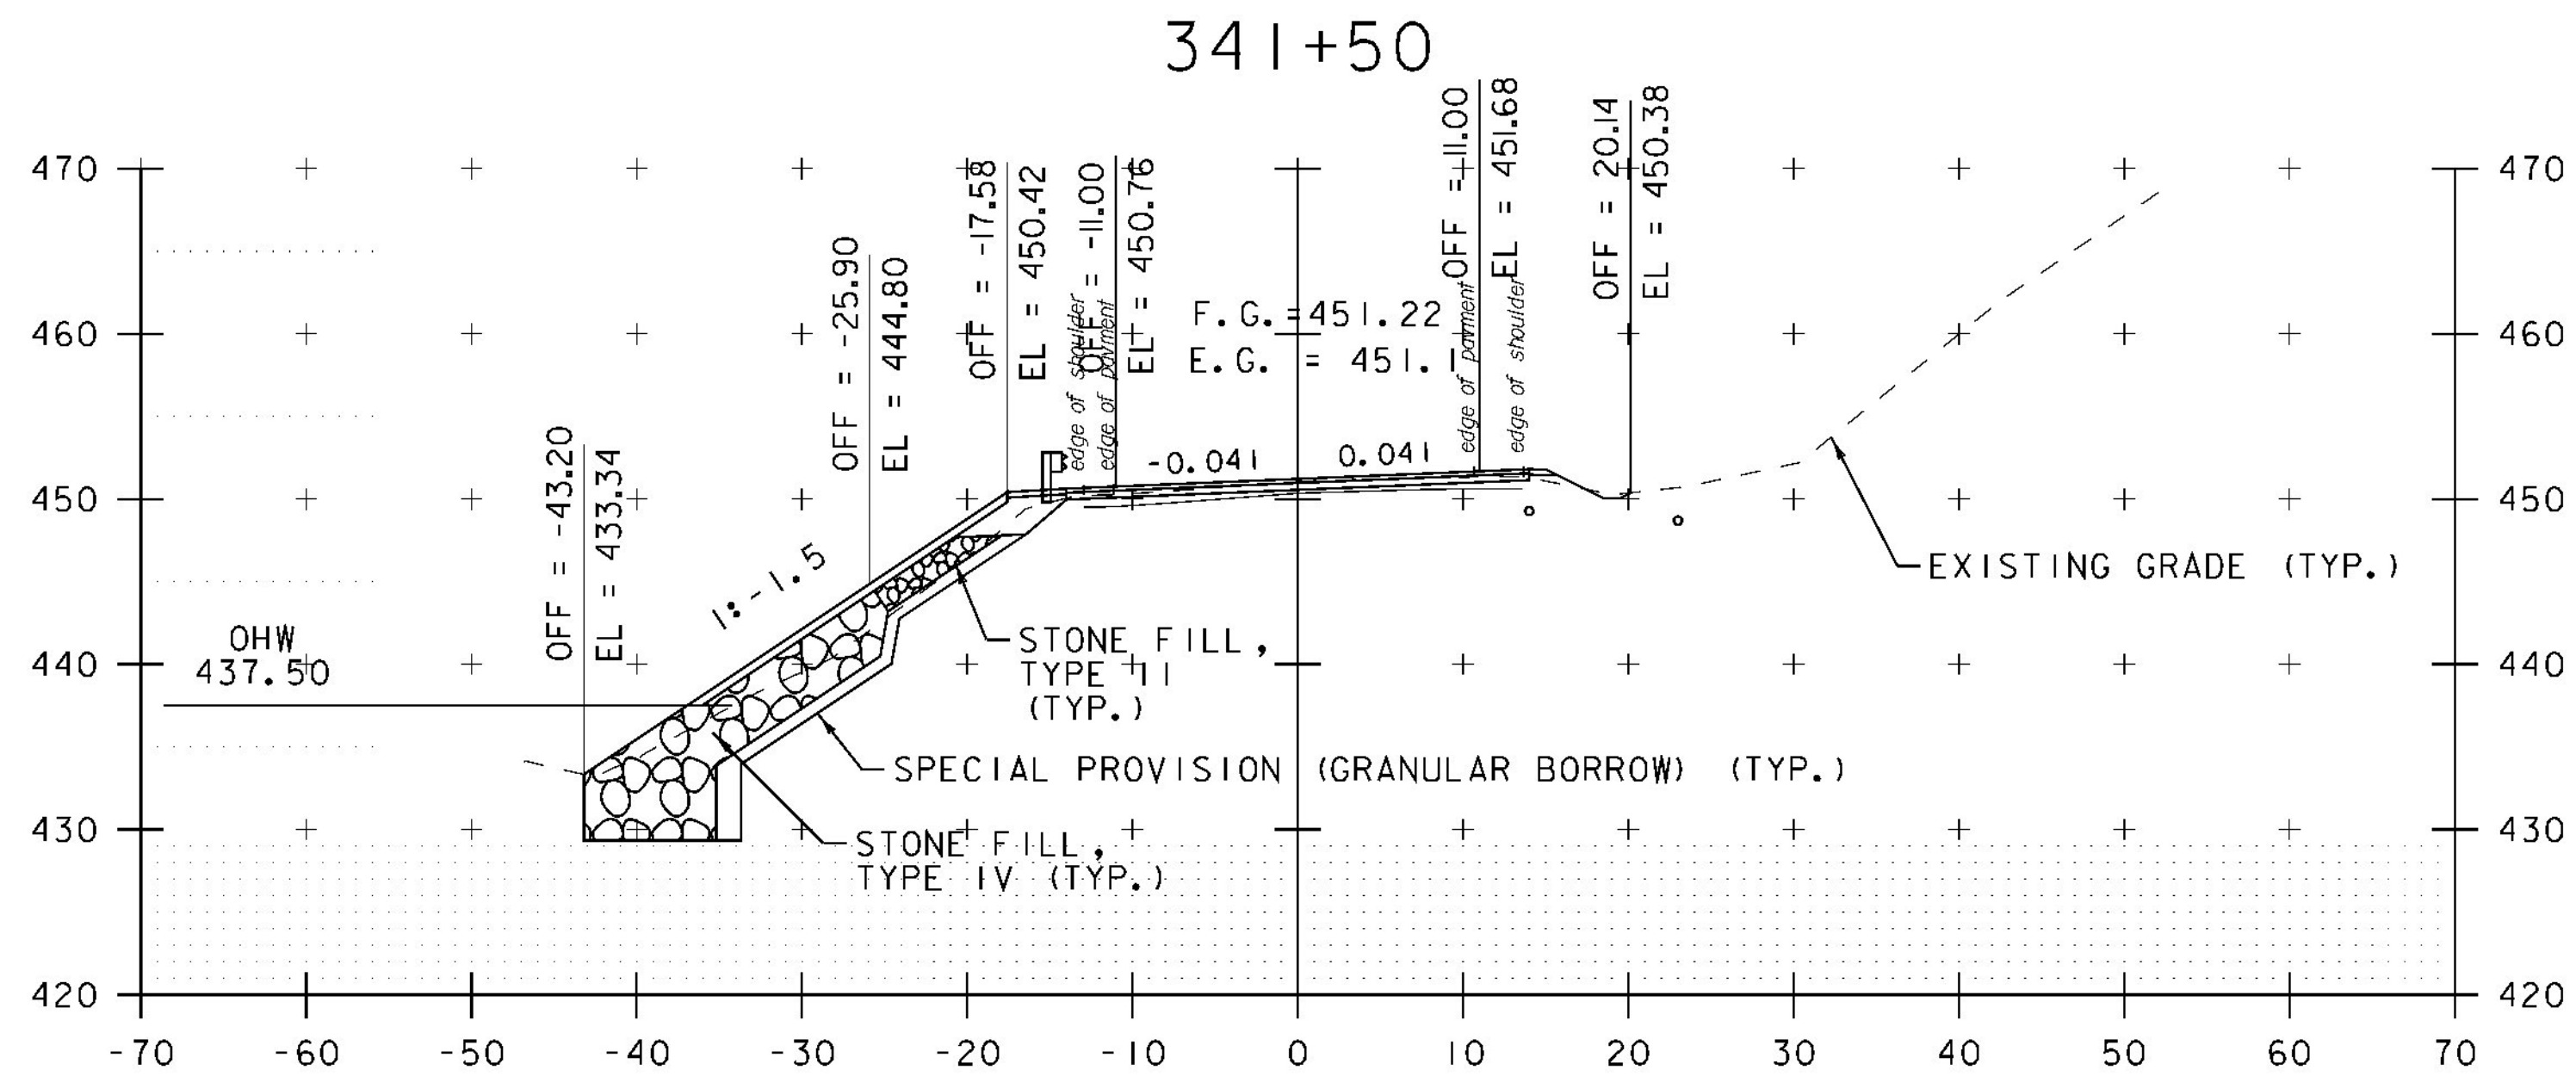 341+50
OFF = -43.20
EL = 433.34
OFF = -25.90
EL = 444.80
OFF = -17.58
EL = 450.42
edge of shoulder
OFF = -11.00
edge of pavment
EL = 450.76
OFF = 11.00
edge of pavment
EL = 451.68
edge of shoulder
OFF = 20.14
EL = 450.38
F.G.=451.22
E.G. = 451.1
-0.041
0.041
1:-1.5
OHW
437.50
EXISTING GRADE (TYP.)
STONE FILL,
TYPE II
(TYP.)
SPECIAL PROVISION (GRANULAR BORROW) (TYP.)
STONE FILL,
TYPE IV (TYP.)
470 470
460 460
450 450
440 440
430 430
420 420
-70 -60 -50 -40 -30 -20 -10 0 10 20 30 40 50 60 70